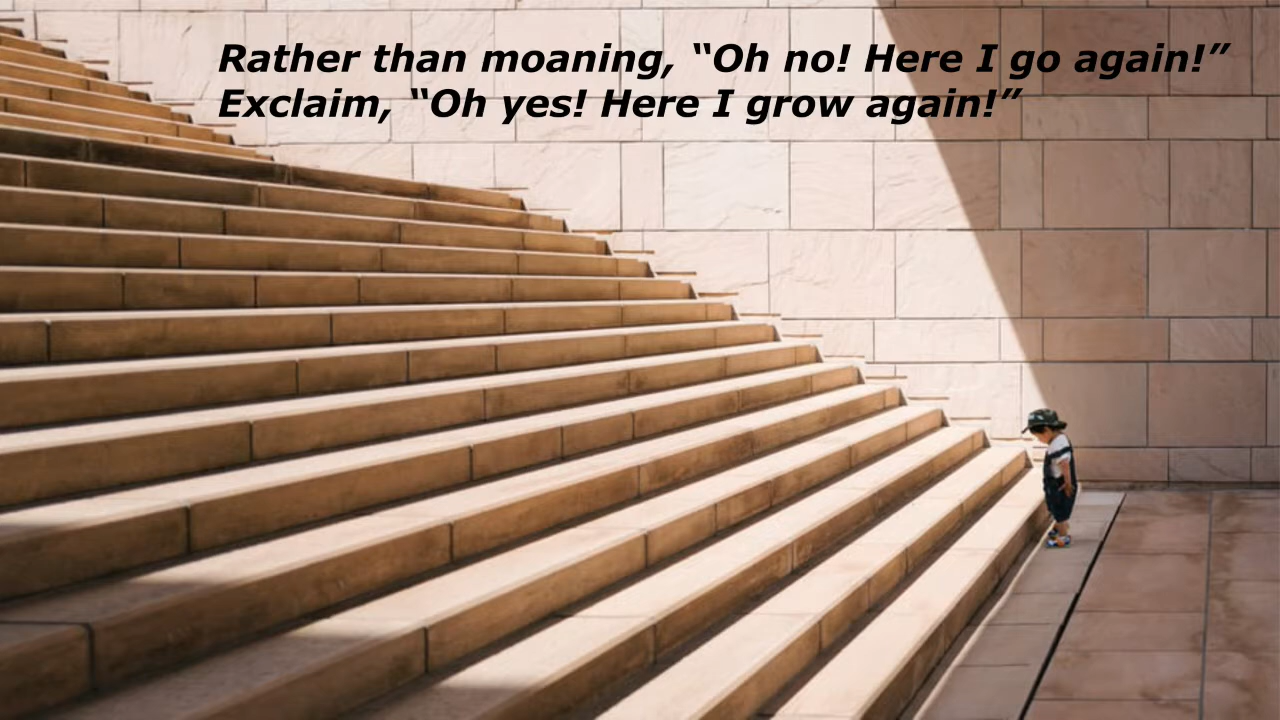 Rather than moaning, “Oh no! Here I go again!”
Exclaim, “Oh yes! Here I grow again!”